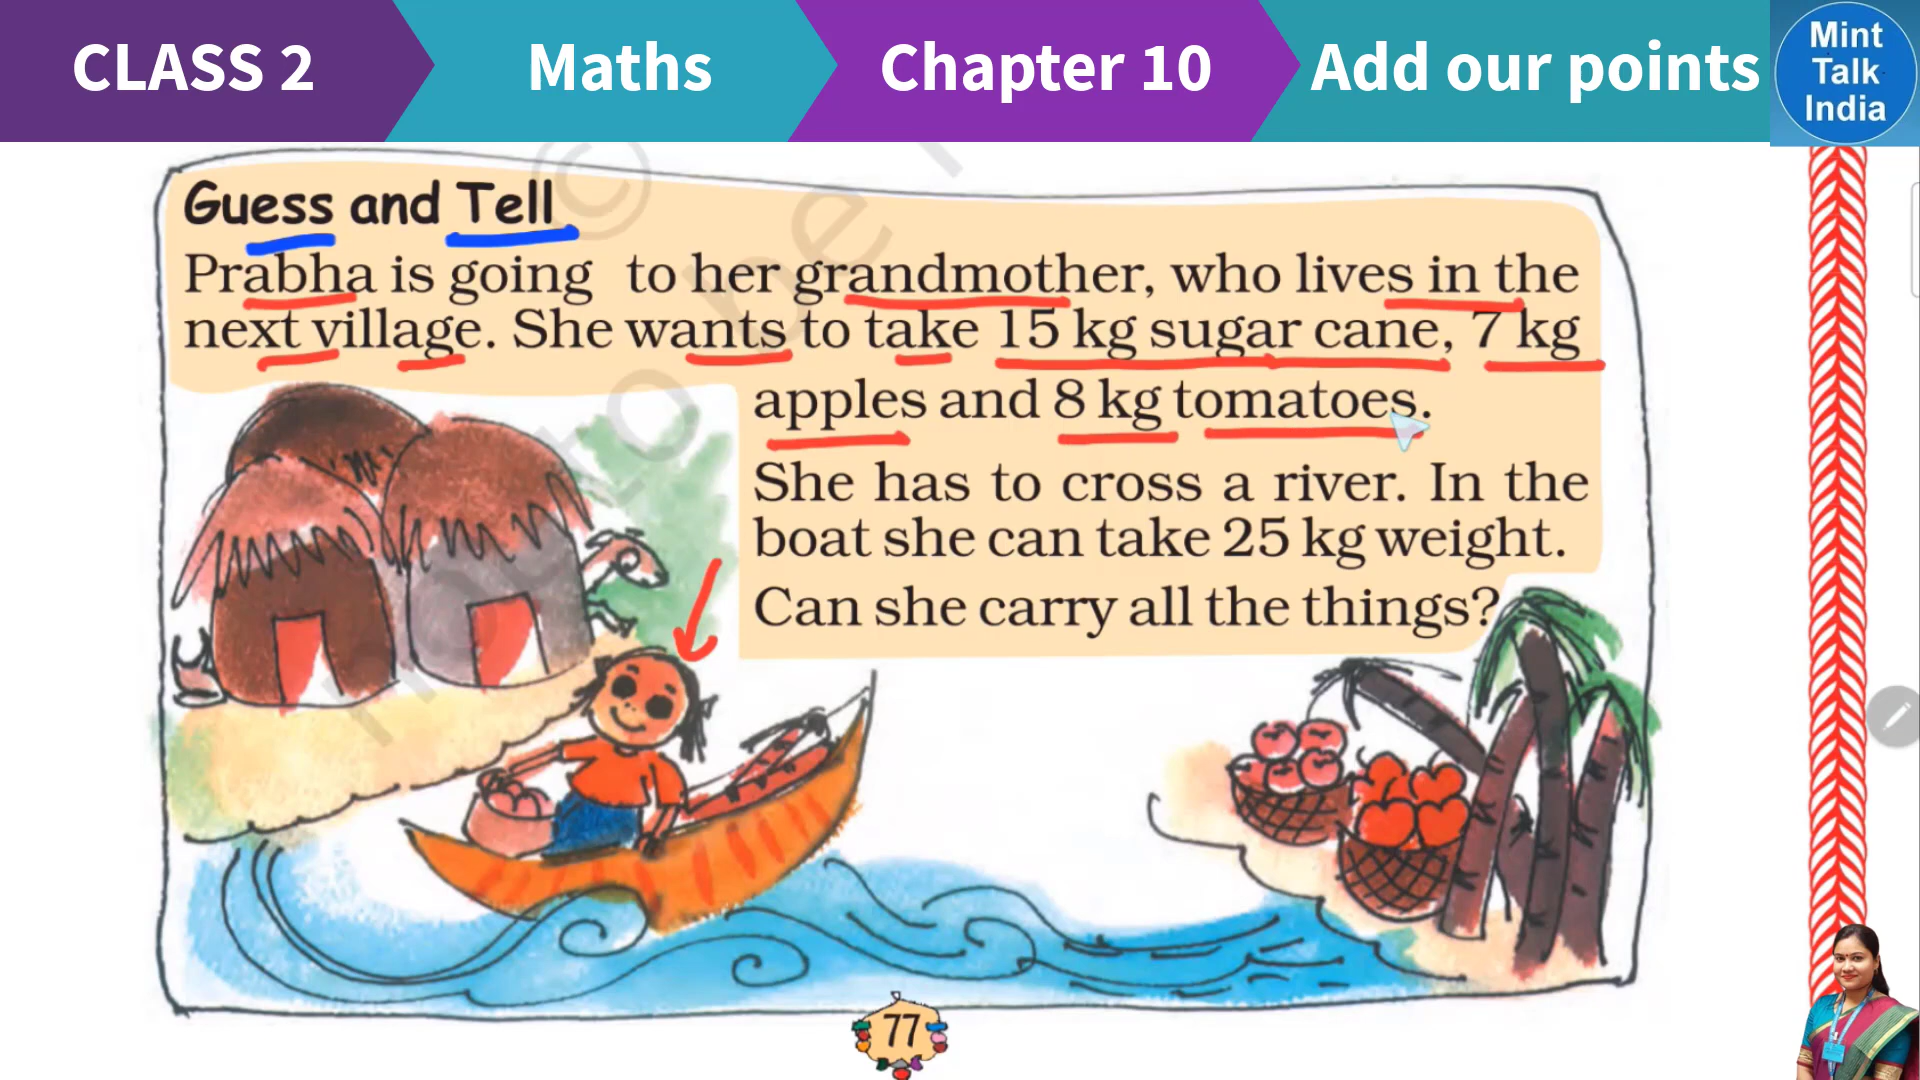 CLASS 2
Maths
Chapter 10
Add our points
Mint
Talk
India
Guess and Tell
Prabha is going to her grandmother, who lives in the
next village. She wants to take 15 kg sugar cane, 7 kg
apples and 8 kg tomatoes.
She has to cross a river. In the
boat she can take 25 kg weight.
Can she carry all the things?
77